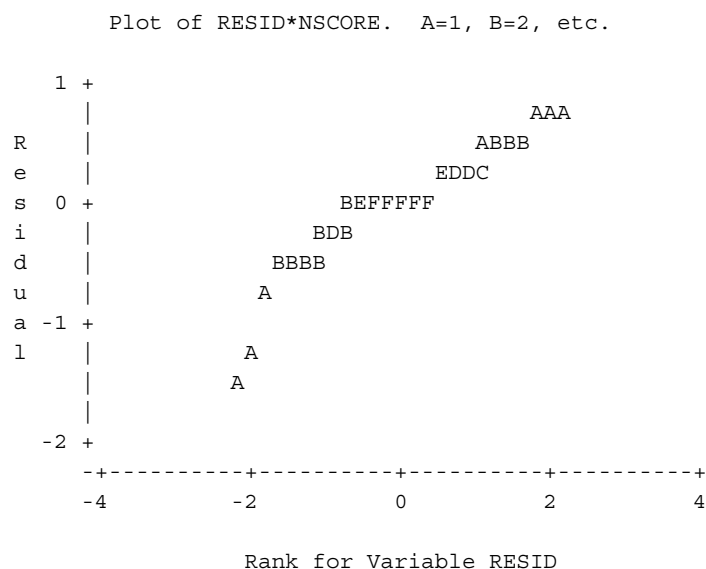 Plot of RESID*NSCORE.  A=1, B=2, etc.
     1 +
       |                                 AAA
R      |                             ABBB
e      |                          EDDC
s    0 +                   BEFFFFF
i      |                 BDB
d      |              BBBB
u      |             A
a   -1 +
l      |            A
       |           A
       |
    -2 +
       -+----------+----------+----------+----------+
       -4         -2          0          2          4
                   Rank for Variable RESID